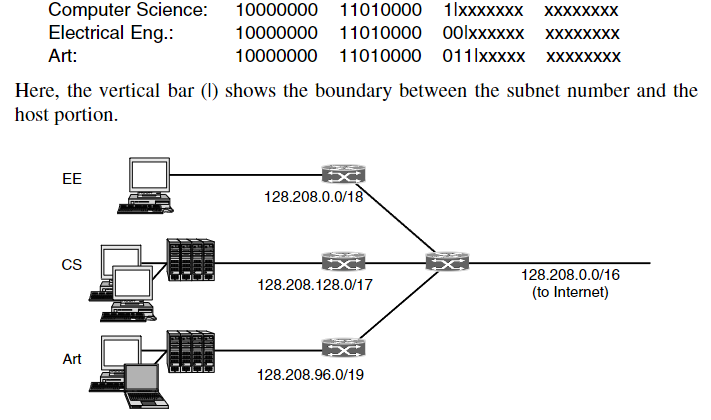 Computer Science: 10000000 11010000 1|xxxxxxx xxxxxxxx
Electrical Eng.: 10000000 11010000 00|xxxxxx xxxxxxxx
Art: 10000000 11010000 011|xxxxx xxxxxxxx
Here, the vertical bar (|) shows the boundary between the subnet number and the
host portion.
EE
128.208.0.0/18
CS
128.208.128.0/17
128.208.0.0/16
(to Internet)
Art
128.208.96.0/19